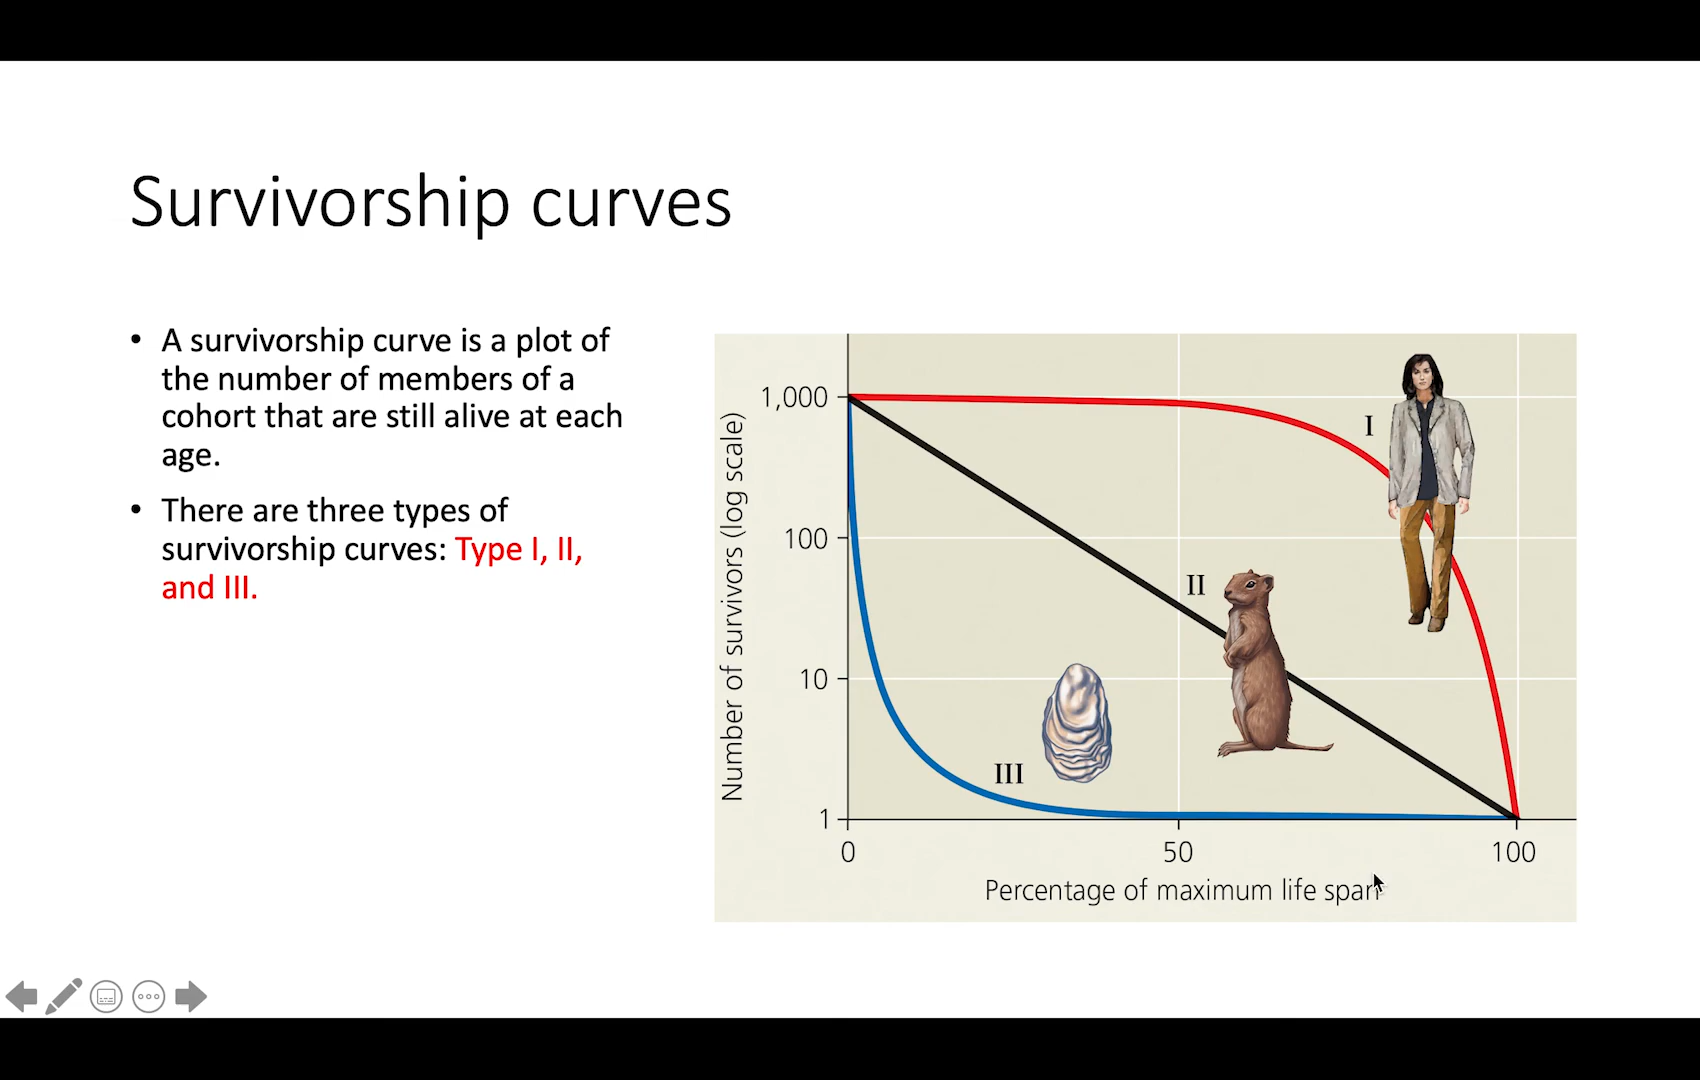 Survivorship curves
• A survivorship curve is a plot of
the number of members of a
cohort that are still alive at each
age.
• There are three types of
survivorship curves: Type I, II,
and III.
Number of survivors (log scale)
1,000
100
10
1
I
II
III
0
50
100
Percentage of maximum life span